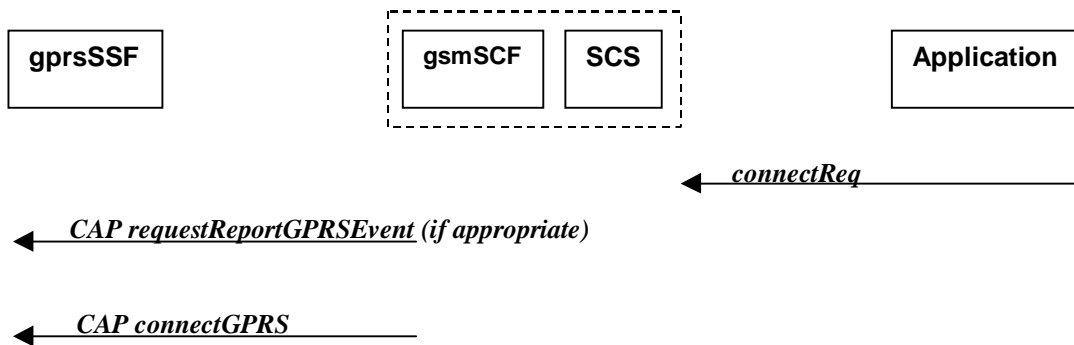 gprsSSF
gsmSCF
SCS
Application
connectReq
CAP requestReportGPRSEvent (if appropriate)
CAP connectGPRS